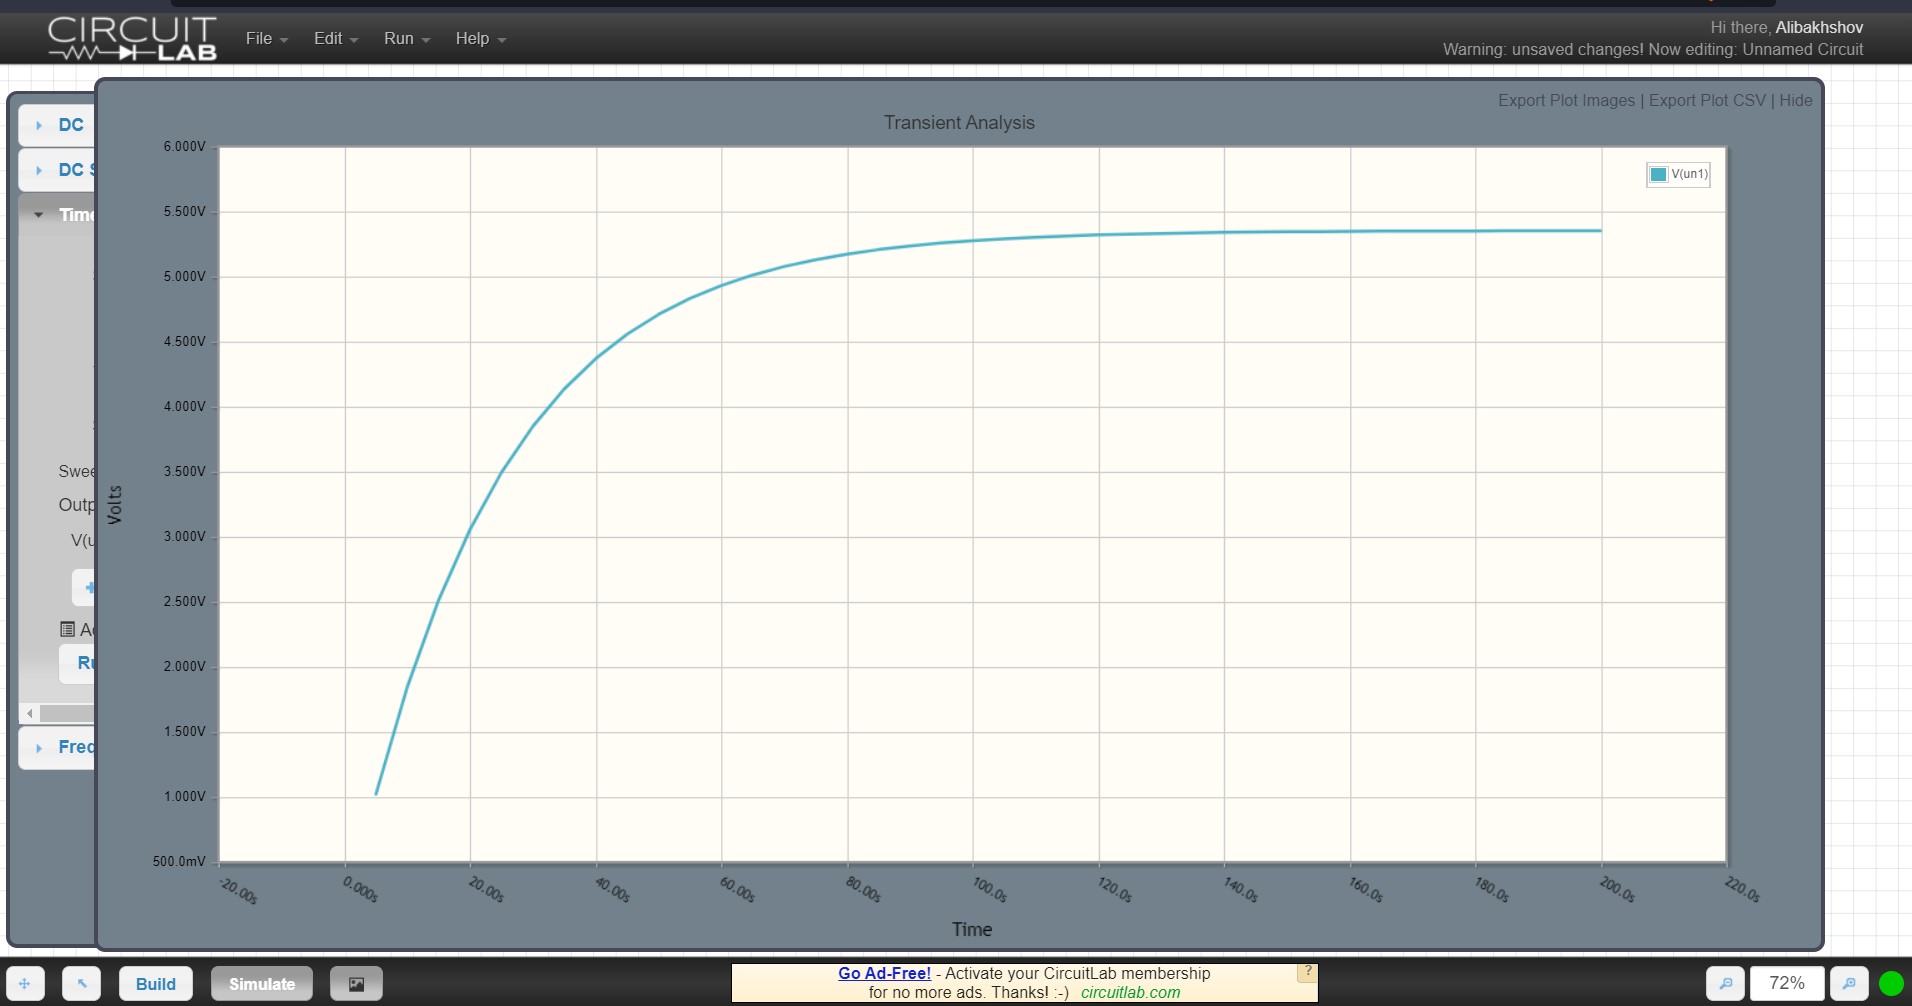 CIRCUIT
LAB
File
Edit
Run
Help
Hi there, Alibakhshov
Warning: unsaved changes! Now editing: Unnamed Circuit
Export Plot Images | Export Plot CSV | Hide
Transient Analysis
DC
DC S
Time
Swee
Outp
V(u
Ru
Freq
6.000V
5.500V
5.000V
4.500V
4.000V
3.500V
3.000V
2.500V
2.000V
1.500V
1.000V
500.0mV
Volts
V(un1)
-20.00s
0.000s
20.00s
40.00s
60.00s
80.00s
100.0s
120.0s
140.0s
160.0s
180.0s
200.0s
220.0s
Time
Build
Simulate
Go Ad-Free! - Activate your CircuitLab membership
for no more ads. Thanks! :-) circuitlab.com
?
72%